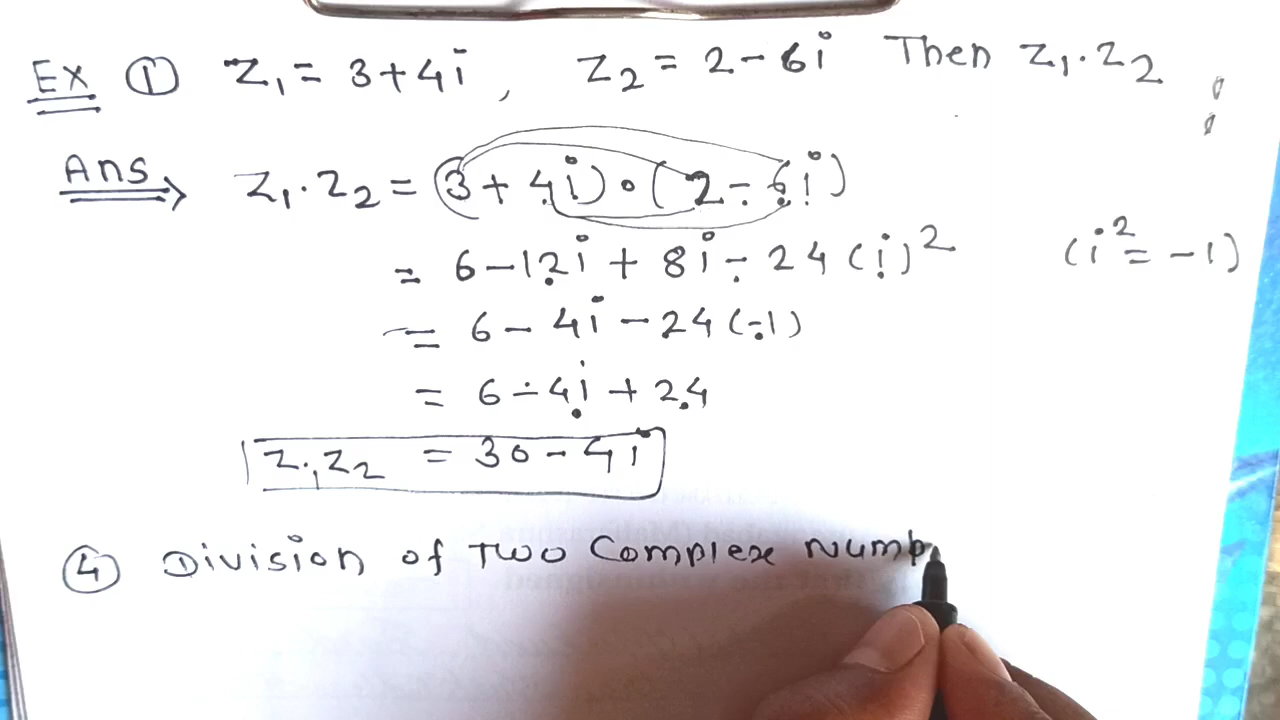 Ex ① Z₁ = 3+4i , Z₂ = 2-6i Then Z₁·Z₂
Ans ⇒ Z₁·Z₂ = (3+4i)•(2-6i)
= 6-12i + 8i - 24(i)² (i² = -1)
= 6-4i-24(-1)
= 6-4i+24
Z₁·Z₂ = 30-4i
④ Division of Two Complex Numb